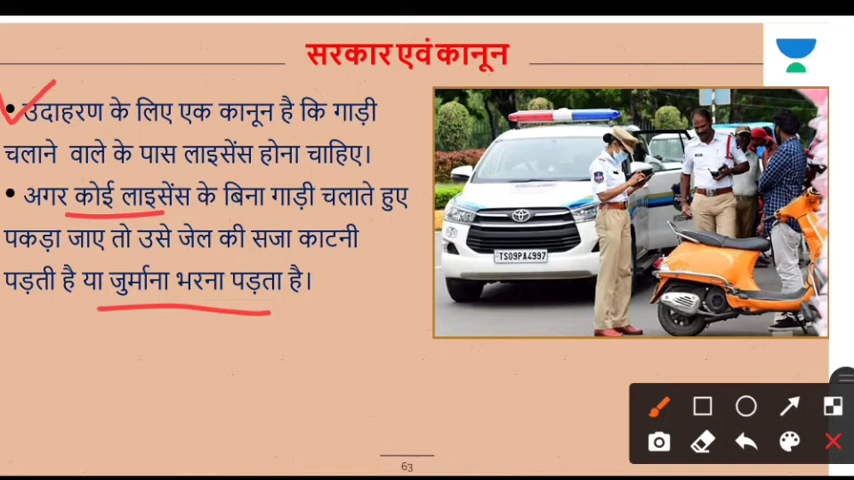 सरकार एवं कानून
• उदाहरण के लिए एक कानून है कि गाड़ी
चलाने वाले के पास लाइसेंस होना चाहिए।
• अगर कोई लाइसेंस के बिना गाड़ी चलाते हुए
पकड़ा जाए तो उसे जेल की सजा काटनी
पड़ती है या जुर्माना भरना पड़ता है।
TS09PA4997
63